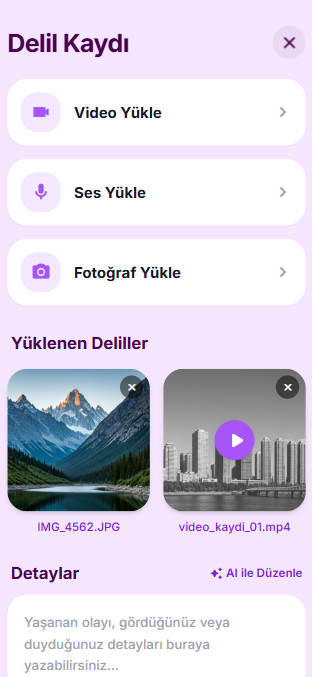 Delil Kaydı
Video Yükle
Ses Yükle
Fotoğraf Yükle
Yüklenen Deliller
IMG_4562.JPG
video_kaydi_01.mp4
Detaylar
AI ile Düzenle
Yaşanan olayı, gördüğünüz veya
duyduğunuz detayları buraya
yazabilirsiniz...